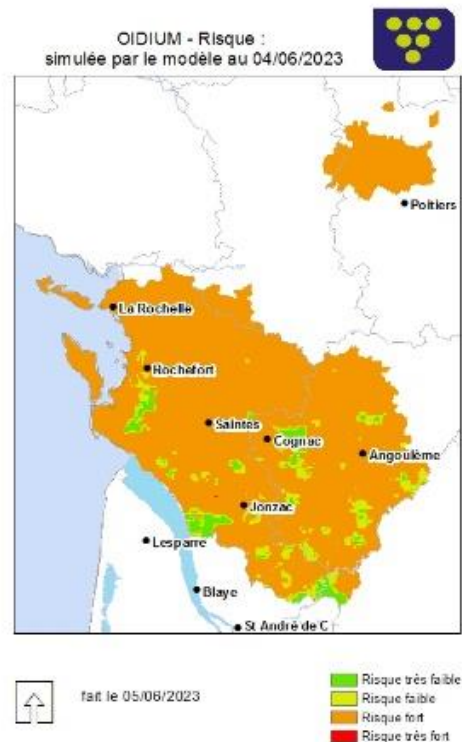 OIDIUM - Risque :
simulée par le modèle au 04/06/2023
Poitiers
La Rochelle
Rochefort
Saintes
Cognac
Angoulême
Jonzac
Lesparre
Blaye
St André de C
fait le 05/06/2023
Risque très faible
Risque faible
Risque fort
Risque très fort